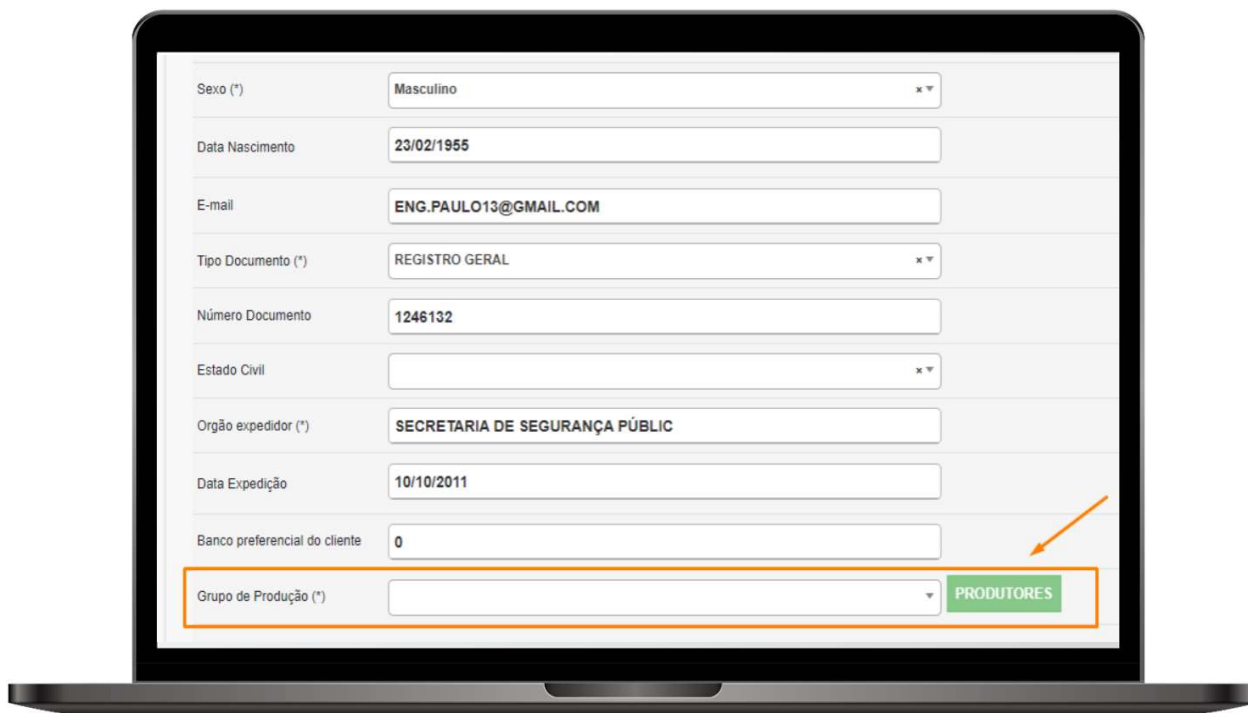 Sexo (*) Masculino
Data Nascimento 23/02/1955
E-mail ENG.PAULO13@GMAIL.COM
Tipo Documento (*) REGISTRO GERAL
Número Documento 1246132
Estado Civil
Orgão expedidor (*) SECRETARIA DE SEGURANÇA PÚBLIC
Data Expedição 10/10/2011
Banco preferencial do cliente 0
Grupo de Produção (*) PRODUTORES